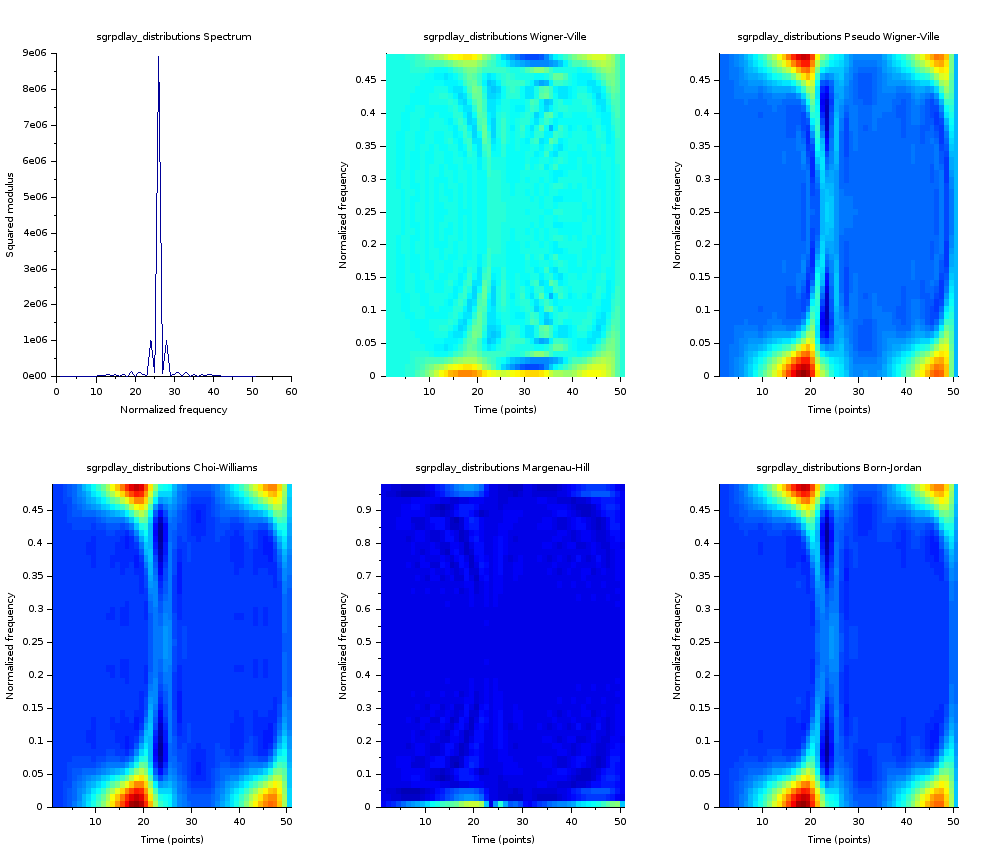 sgrpdlay_distributions Spectrum
9e06
8e06
7e06
6e06
5e06
4e06
3e06
2e06
1e06
0e00
Squared modulus
0 10 20 30 40 50 60
Normalized frequency
sgrpdlay_distributions Wigner-Ville
0.45
0.4
0.35
0.3
0.25
0.2
0.15
0.1
0.05
0
Normalized frequency
10 20 30 40 50
Time (points)
sgrpdlay_distributions Pseudo Wigner-Ville
0.45
0.4
0.35
0.3
0.25
0.2
0.15
0.1
0.05
0
Normalized frequency
10 20 30 40 50
Time (points)
sgrpdlay_distributions Choi-Williams
0.45
0.4
0.35
0.3
0.25
0.2
0.15
0.1
0.05
0
Normalized frequency
10 20 30 40 50
Time (points)
sgrpdlay_distributions Margenau-Hill
0.9
0.8
0.7
0.6
0.5
0.4
0.3
0.2
0.1
0
Normalized frequency
10 20 30 40 50
Time (points)
sgrpdlay_distributions Born-Jordan
0.45
0.4
0.35
0.3
0.25
0.2
0.15
0.1
0.05
0
Normalized frequency
10 20 30 40 50
Time (points)